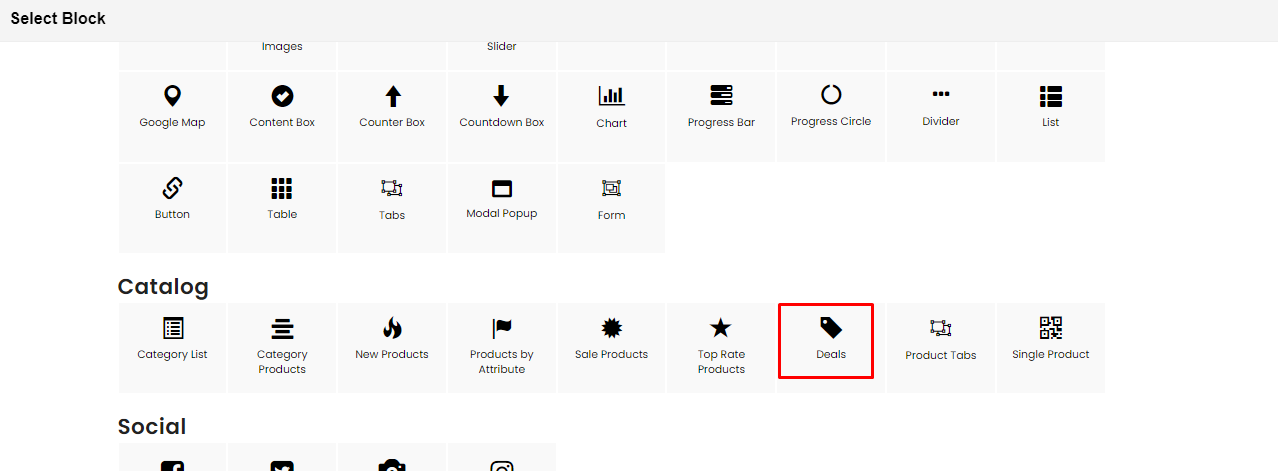 Select Block
Images
Slider
Google Map
Content Box
Counter Box
Countdown Box
Chart
Progress Bar
Progress Circle
Divider
List
Button
Table
Tabs
Modal Popup
Form
Catalog
Category List
Category
Products
New Products
Products by
Attribute
Sale Products
Top Rate
Products
Deals
Product Tabs
Single Product
Social